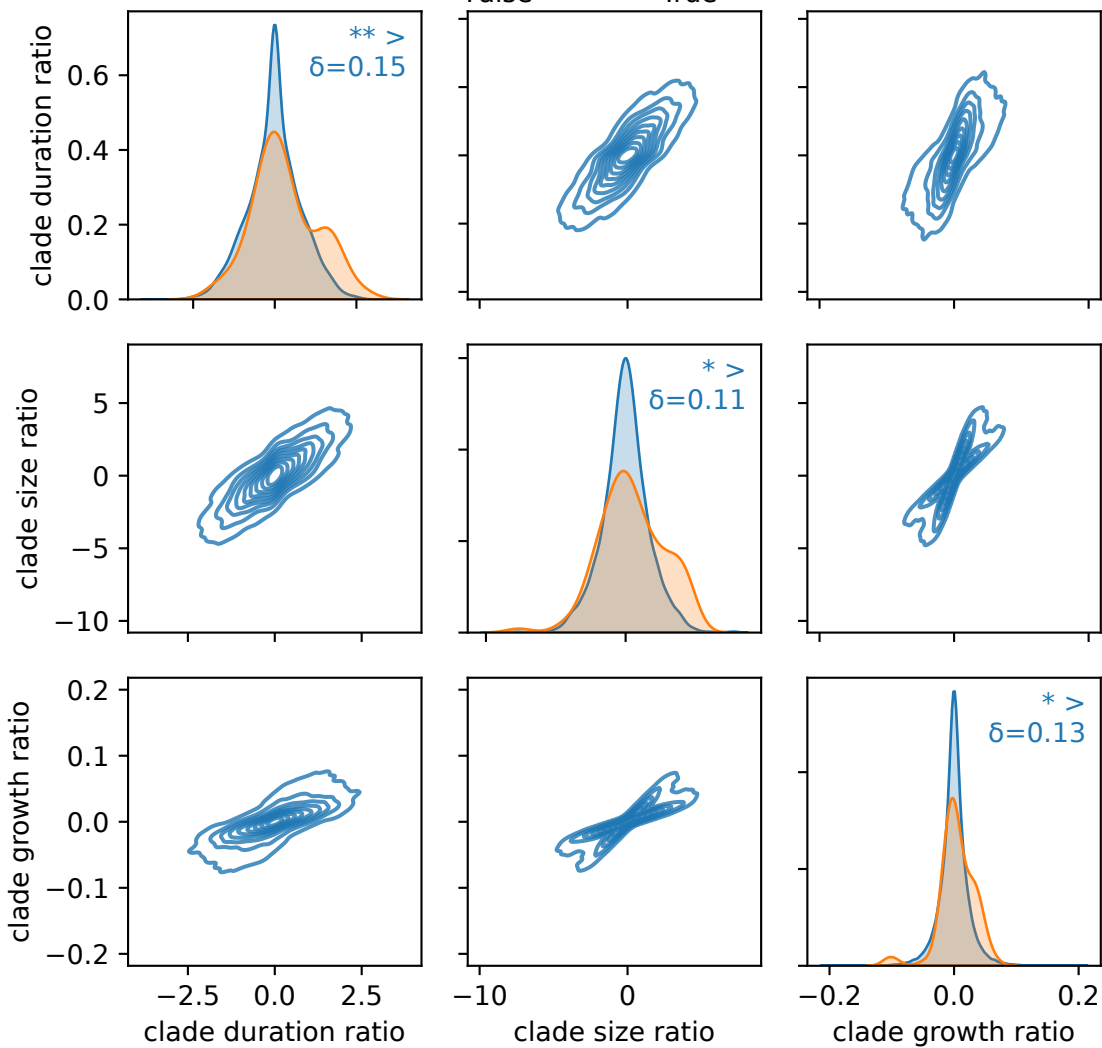 False True
clade duration ratio
0.6
0.4
0.2
0.0
** >
δ=0.15
clade size ratio
5
0
−5
−10
* >
δ=0.11
clade growth ratio
0.2
0.1
0.0
−0.1
−0.2
* >
δ=0.13
−2.5 0.0 2.5
−10 0
−0.2 0.0 0.2
clade duration ratio
clade size ratio
clade growth ratio